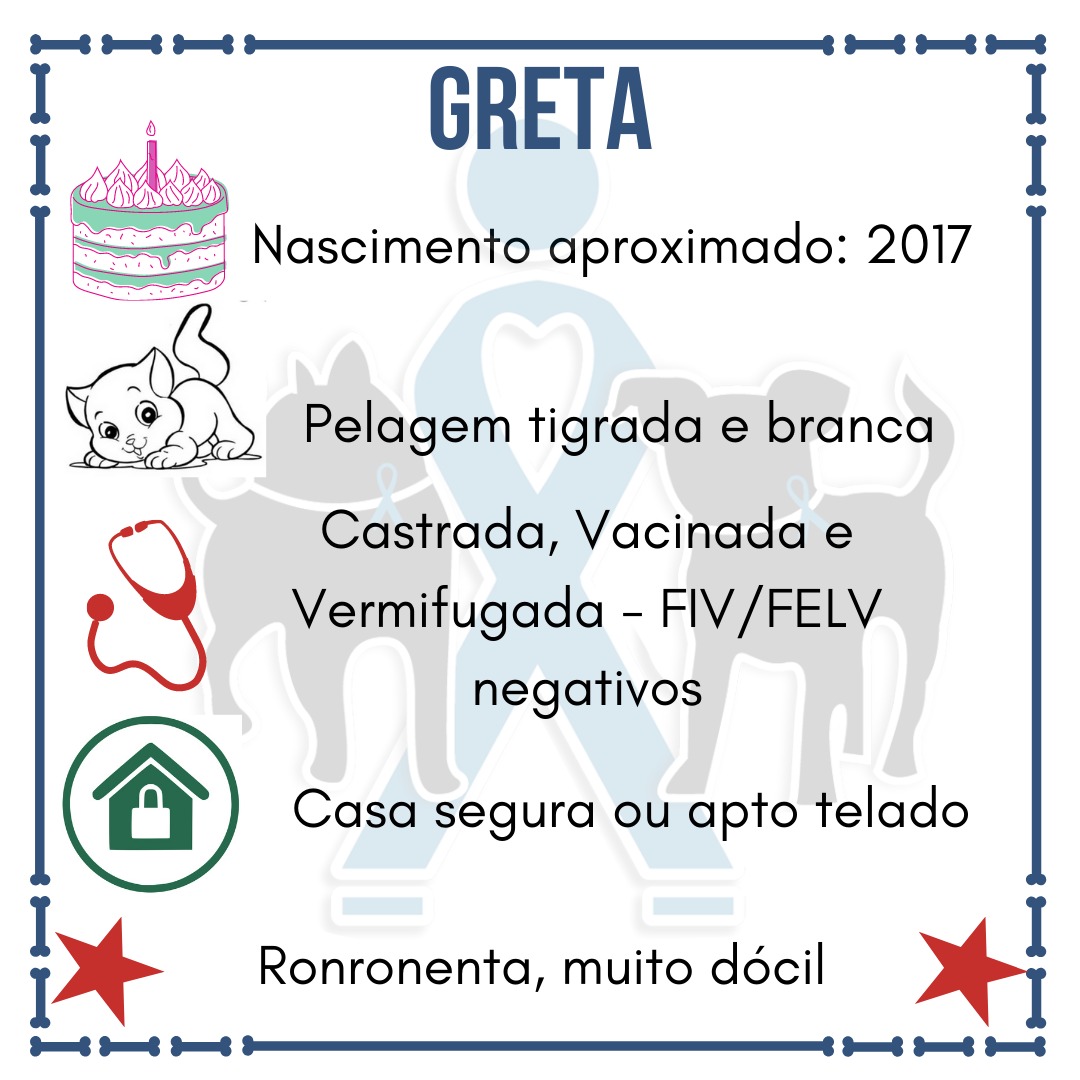 GRETA
Nascimento aproximado: 2017
Pelagem tigrada e branca
Castrada, Vacinada e
Vermifugada - FIV/FELV
negativos
Casa segura ou apto telado
Ronronenta, muito dócil